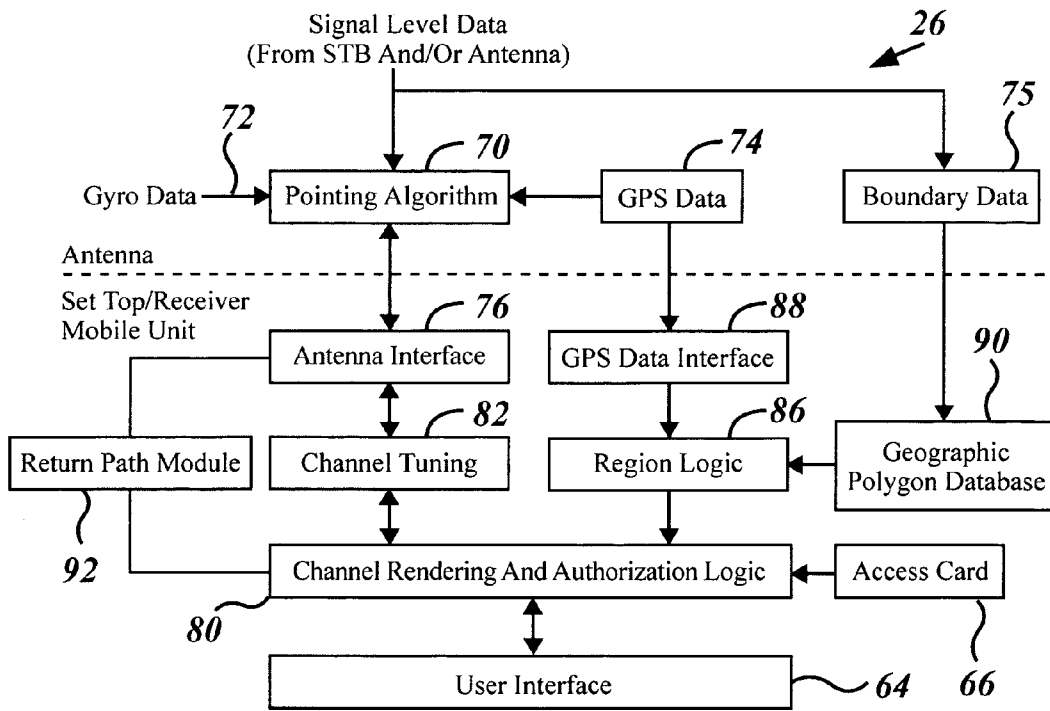 Signal Level Data
(From STB And/Or Antenna)
26
72
70
74
75
Gyro Data
Pointing Algorithm
GPS Data
Boundary Data
Antenna
Set Top/Receiver
Mobile Unit
76
88
90
Antenna Interface
GPS Data Interface
82
86
Return Path Module
Channel Tuning
Region Logic
Geographic
Polygon Database
92
Channel Rendering And Authorization Logic
Access Card
80
66
User Interface
64